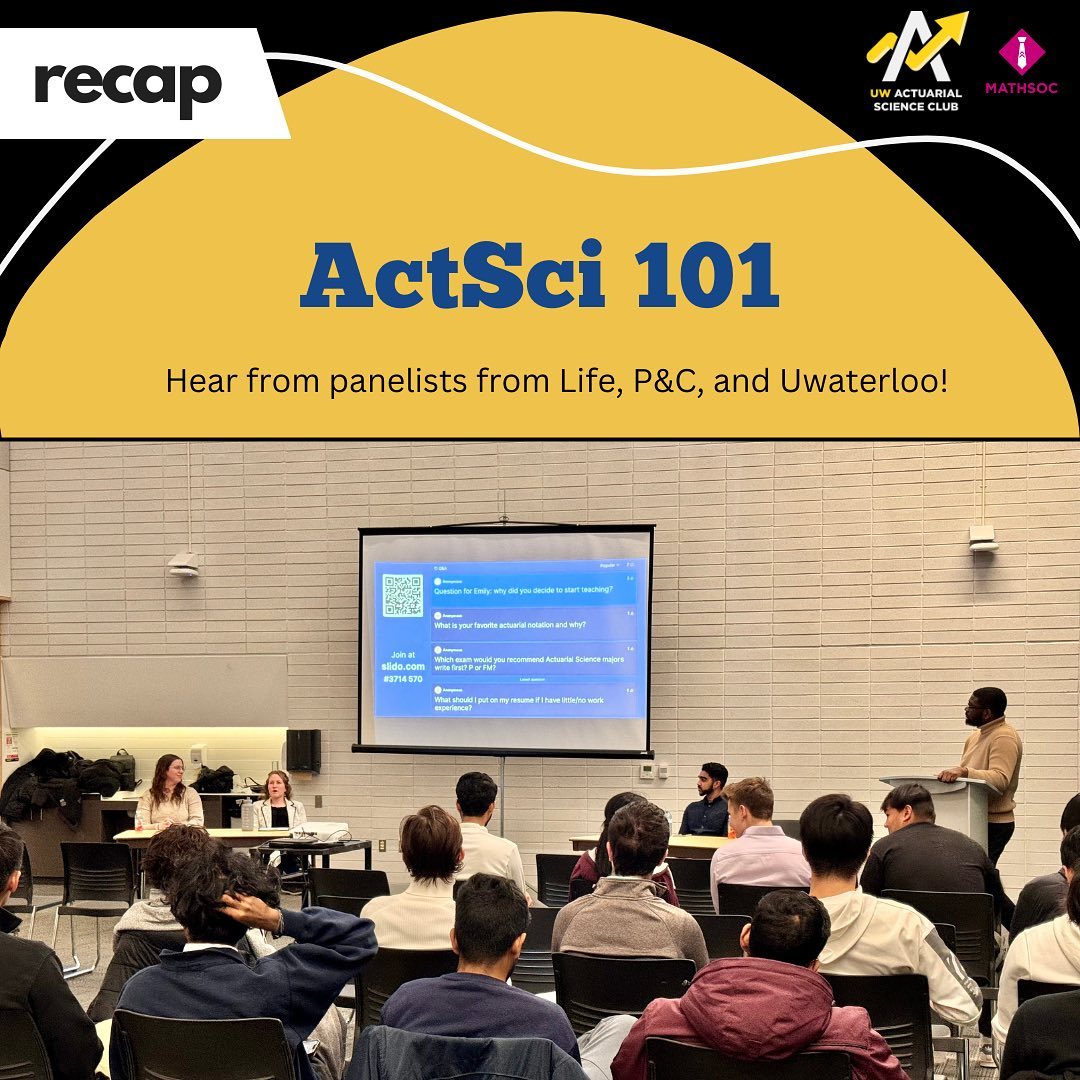 recap
UW ACTUARIAL
SCIENCE CLUB
MATHSOC
ActSci 101
Hear from panelists from Life, P&C, and Uwaterloo!
Q&A
Popular
Anonymous
Question for Emily: why did you decide to start teaching?
Anonymous
What is your favorite actuarial notation and why?
Anonymous
Which exam would you recommend Actuarial Science majors
write first? P or FM?
Latest question
Anonymous
What should I put on my resume if I have little/no work
experience?
Join at
slido.com
#3714 570